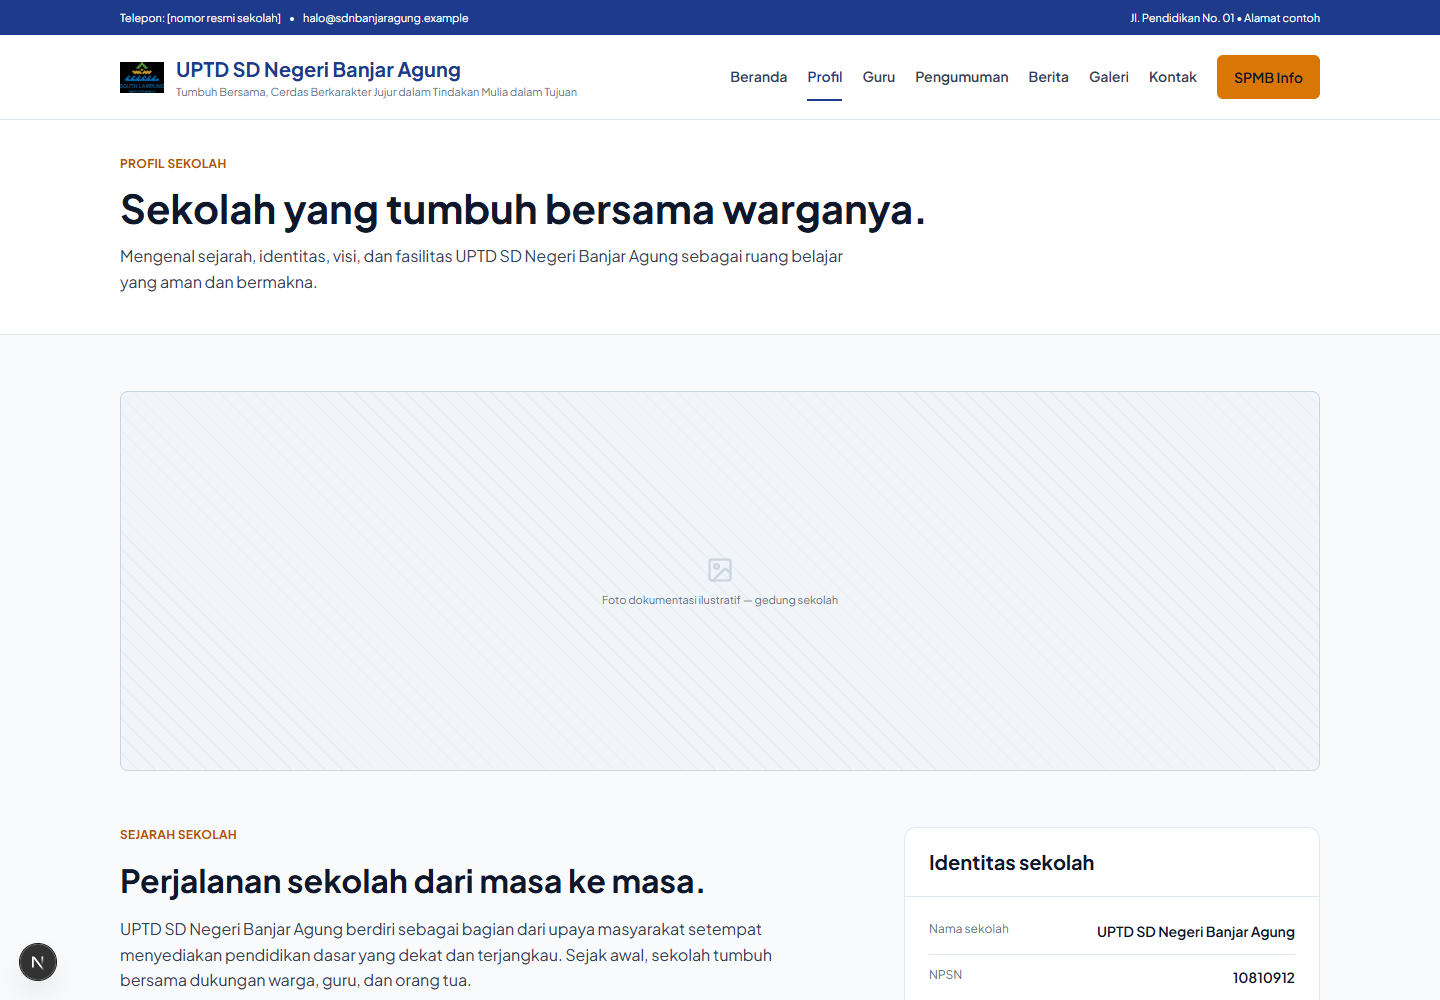 Telepon: [nomor resmi sekolah] • halo@sdnbanjaragung.example
Jl. Pendidikan No. 01 • Alamat contoh
UPTD SD Negeri Banjar Agung
Tumbuh Bersama, Cerdas Berkarakter Jujur dalam Tindakan Mulia dalam Tujuan
Beranda Profil Guru Pengumuman Berita Galeri Kontak SPMB Info
PROFIL SEKOLAH
Sekolah yang tumbuh bersama warganya.
Mengenal sejarah, identitas, visi, dan fasilitas UPTD SD Negeri Banjar Agung sebagai ruang belajar
yang aman dan bermakna.
Foto dokumentasi ilustratif — gedung sekolah
SEJARAH SEKOLAH
Perjalanan sekolah dari masa ke masa.
UPTD SD Negeri Banjar Agung berdiri sebagai bagian dari upaya masyarakat setempat
menyediakan pendidikan dasar yang dekat dan terjangkau. Sejak awal, sekolah tumbuh
bersama dukungan warga, guru, dan orang tua.
Identitas sekolah
Nama sekolah UPTD SD Negeri Banjar Agung
NPSN 10810912
N